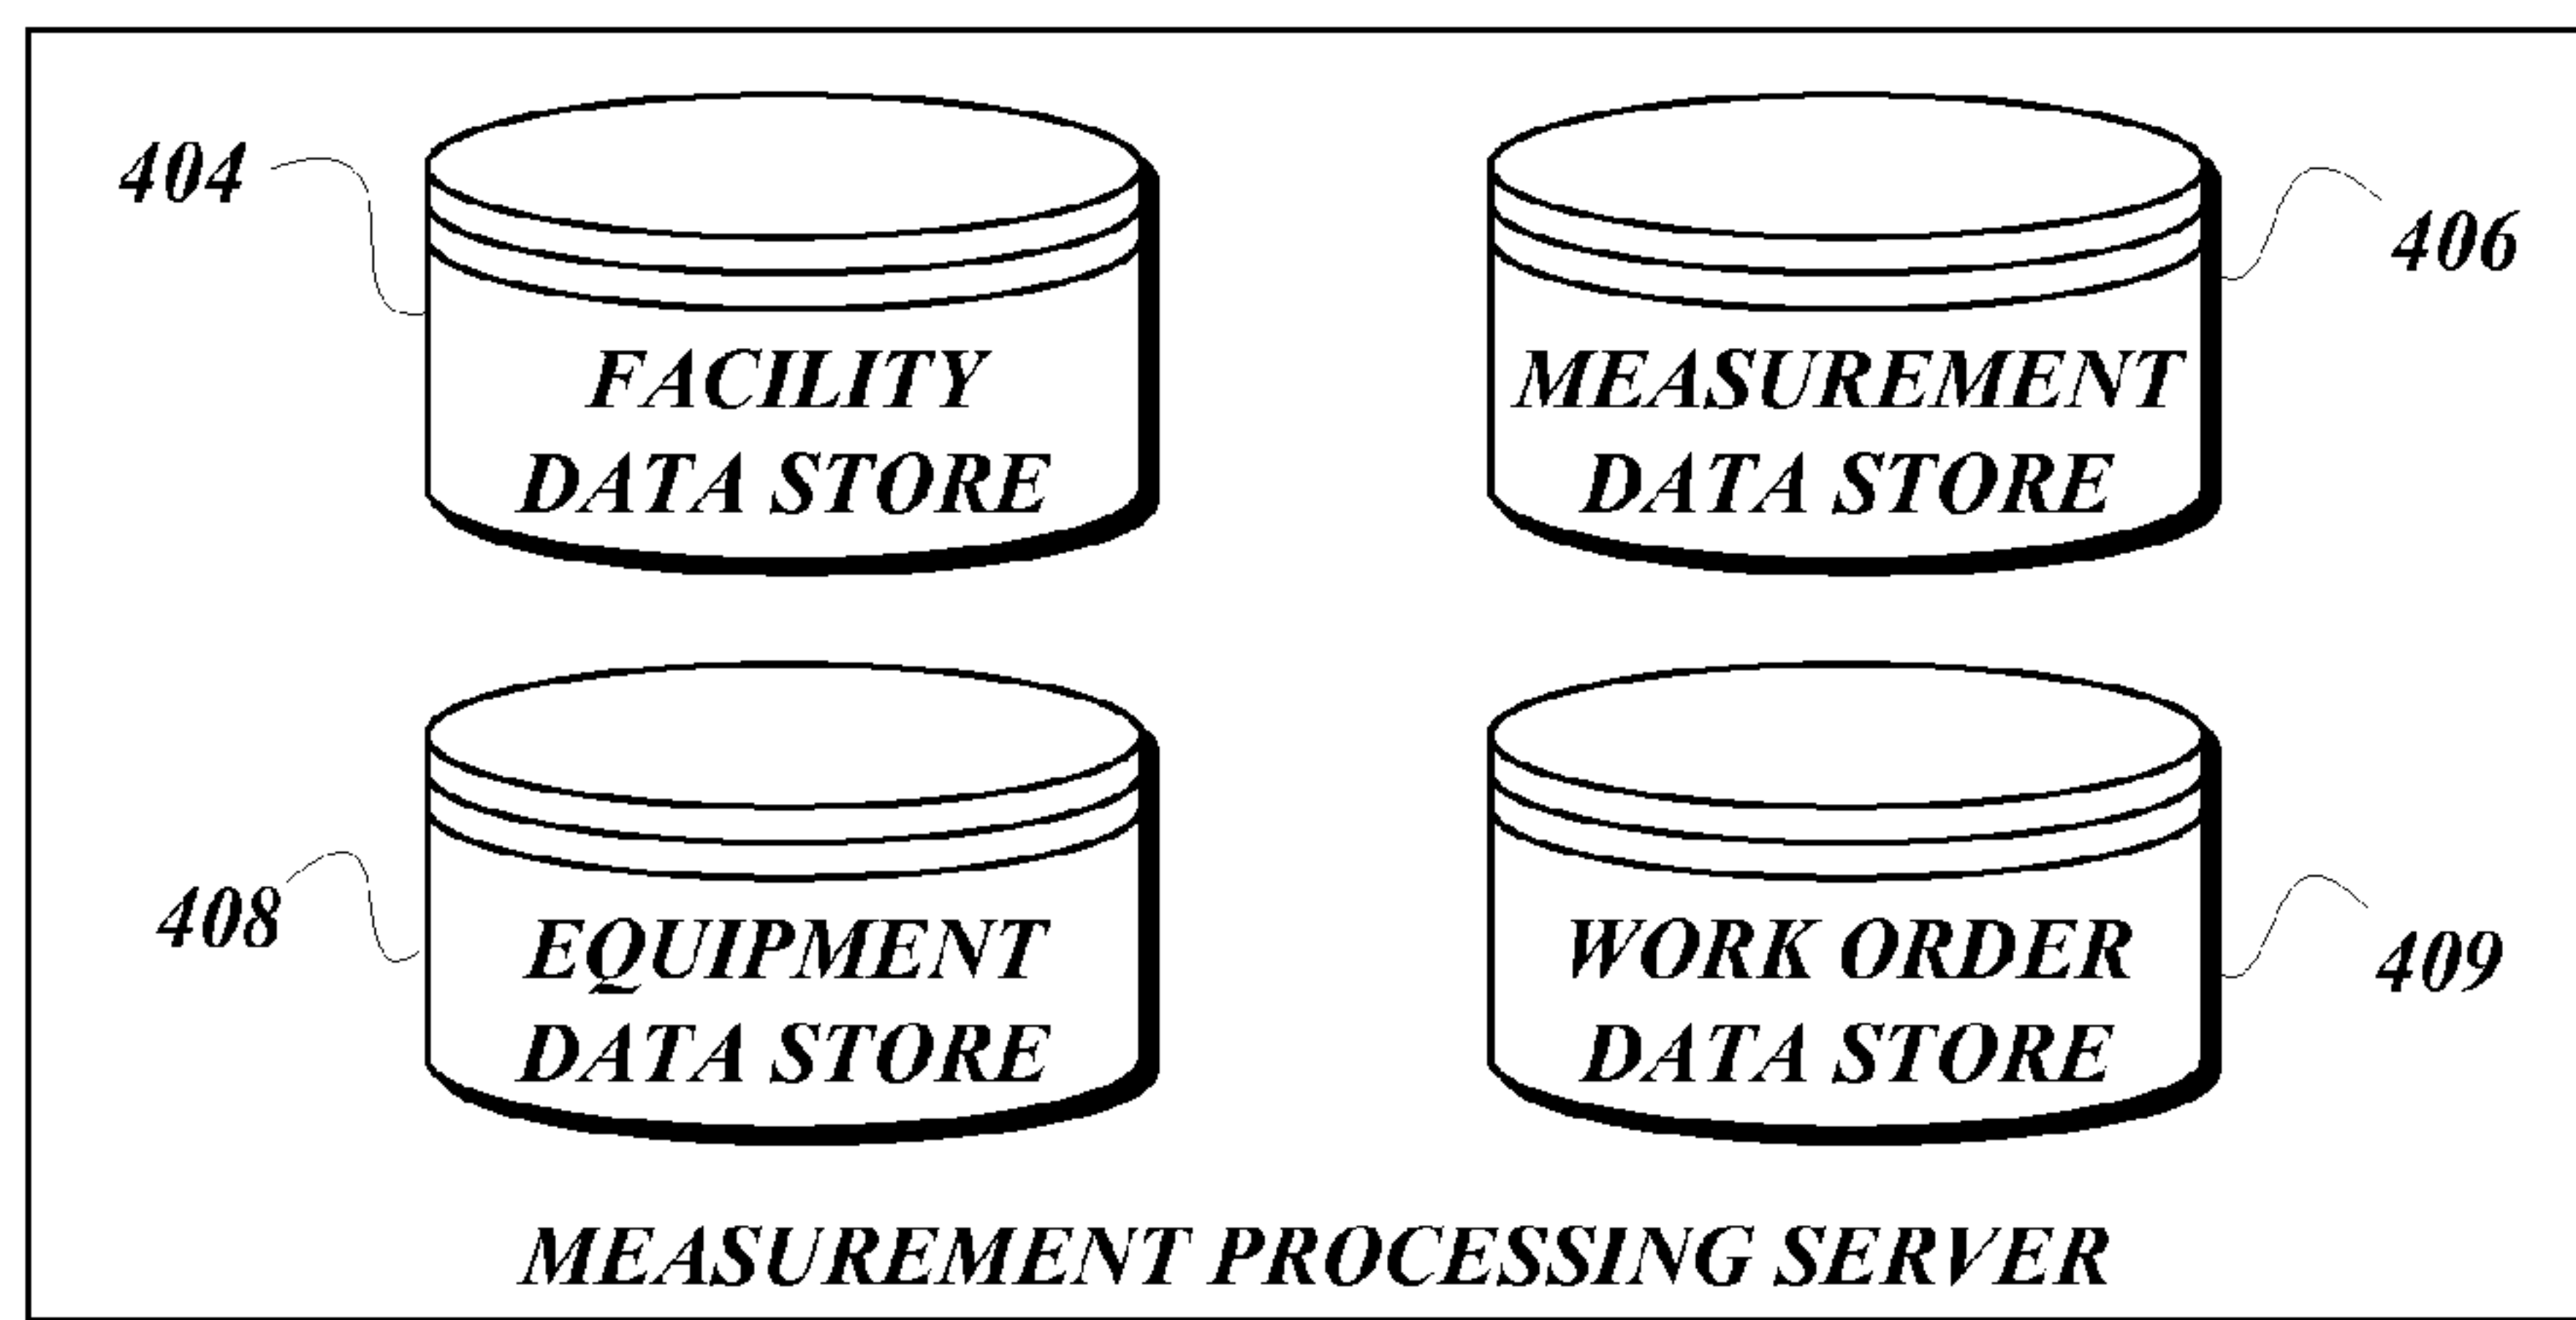 404
FACILITY
DATA STORE
406
MEASUREMENT
DATA STORE
408
EQUIPMENT
DATA STORE
409
WORK ORDER
DATA STORE
MEASUREMENT PROCESSING SERVER